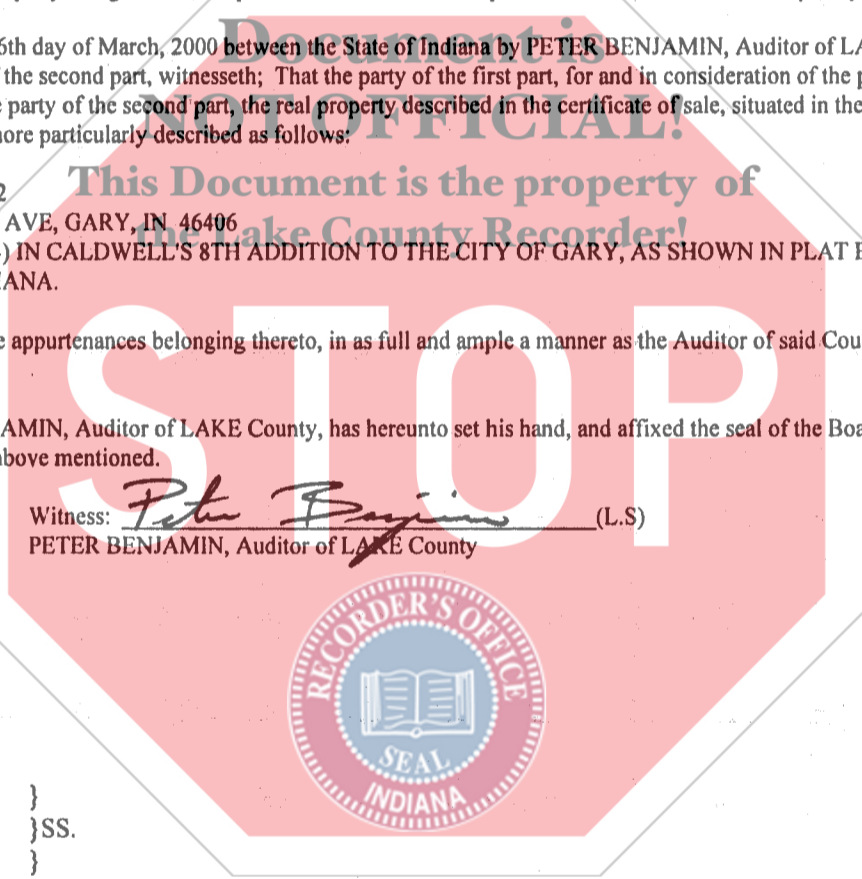 Document is
6th day of March, 2000 between the State of Indiana by PETER BENJAMIN, Auditor of LA
the second part, witnesseth; That the party of the first part, for and in consideration of the p
party of the second part, the real property described in the certificate of sale, situated in the
NOT OFFICIAL!
more particularly described as follows:
This Document is the property of
2
AVE, GARY, IN 46406
the Lake County Recorder!
) IN CALDWELL'S 8TH ADDITION TO THE CITY OF GARY, AS SHOWN IN PLAT
IANA.
appurtenances belonging thereto, in as full and ample a manner as the Auditor of said Cou
STOP
AMIN, Auditor of LAKE County, has hereunto set his hand, and affixed the seal of the Boa
above mentioned.
Witness: Peter Benjamin (L.S)
PETER BENJAMIN, Auditor of LAKE County
RECORDER'S OFFICE
SEAL
INDIANA
}
}SS.
}